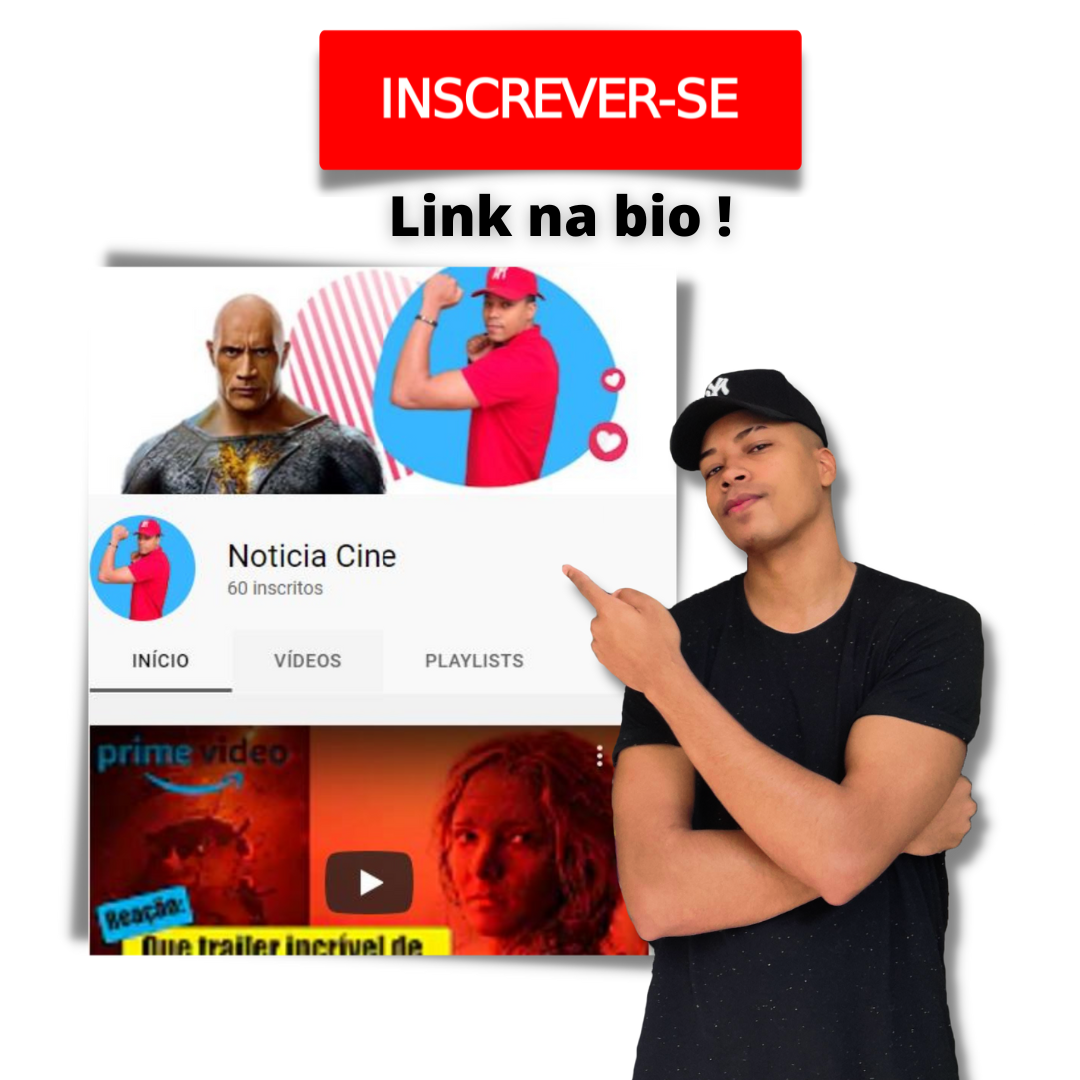 INSCREVER-SE
Link na bio !
Noticia Cine
60 inscritos
INÍCIO VÍDEOS PLAYLISTS
prime video
Reação:
Que trailer incrível de